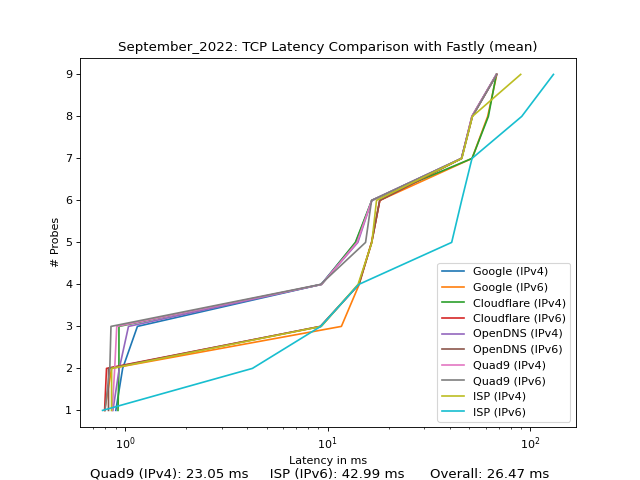 September_2022: TCP Latency Comparison with Fastly (mean)
# Probes
9
8
7
6
5
4
3
2
1
Google (IPv4)
Google (IPv6)
Cloudflare (IPv4)
Cloudflare (IPv6)
OpenDNS (IPv4)
OpenDNS (IPv6)
Quad9 (IPv4)
Quad9 (IPv6)
ISP (IPv4)
ISP (IPv6)
10⁰ 10¹ 10²
Latency in ms
Quad9 (IPv4): 23.05 ms ISP (IPv6): 42.99 ms Overall: 26.47 ms